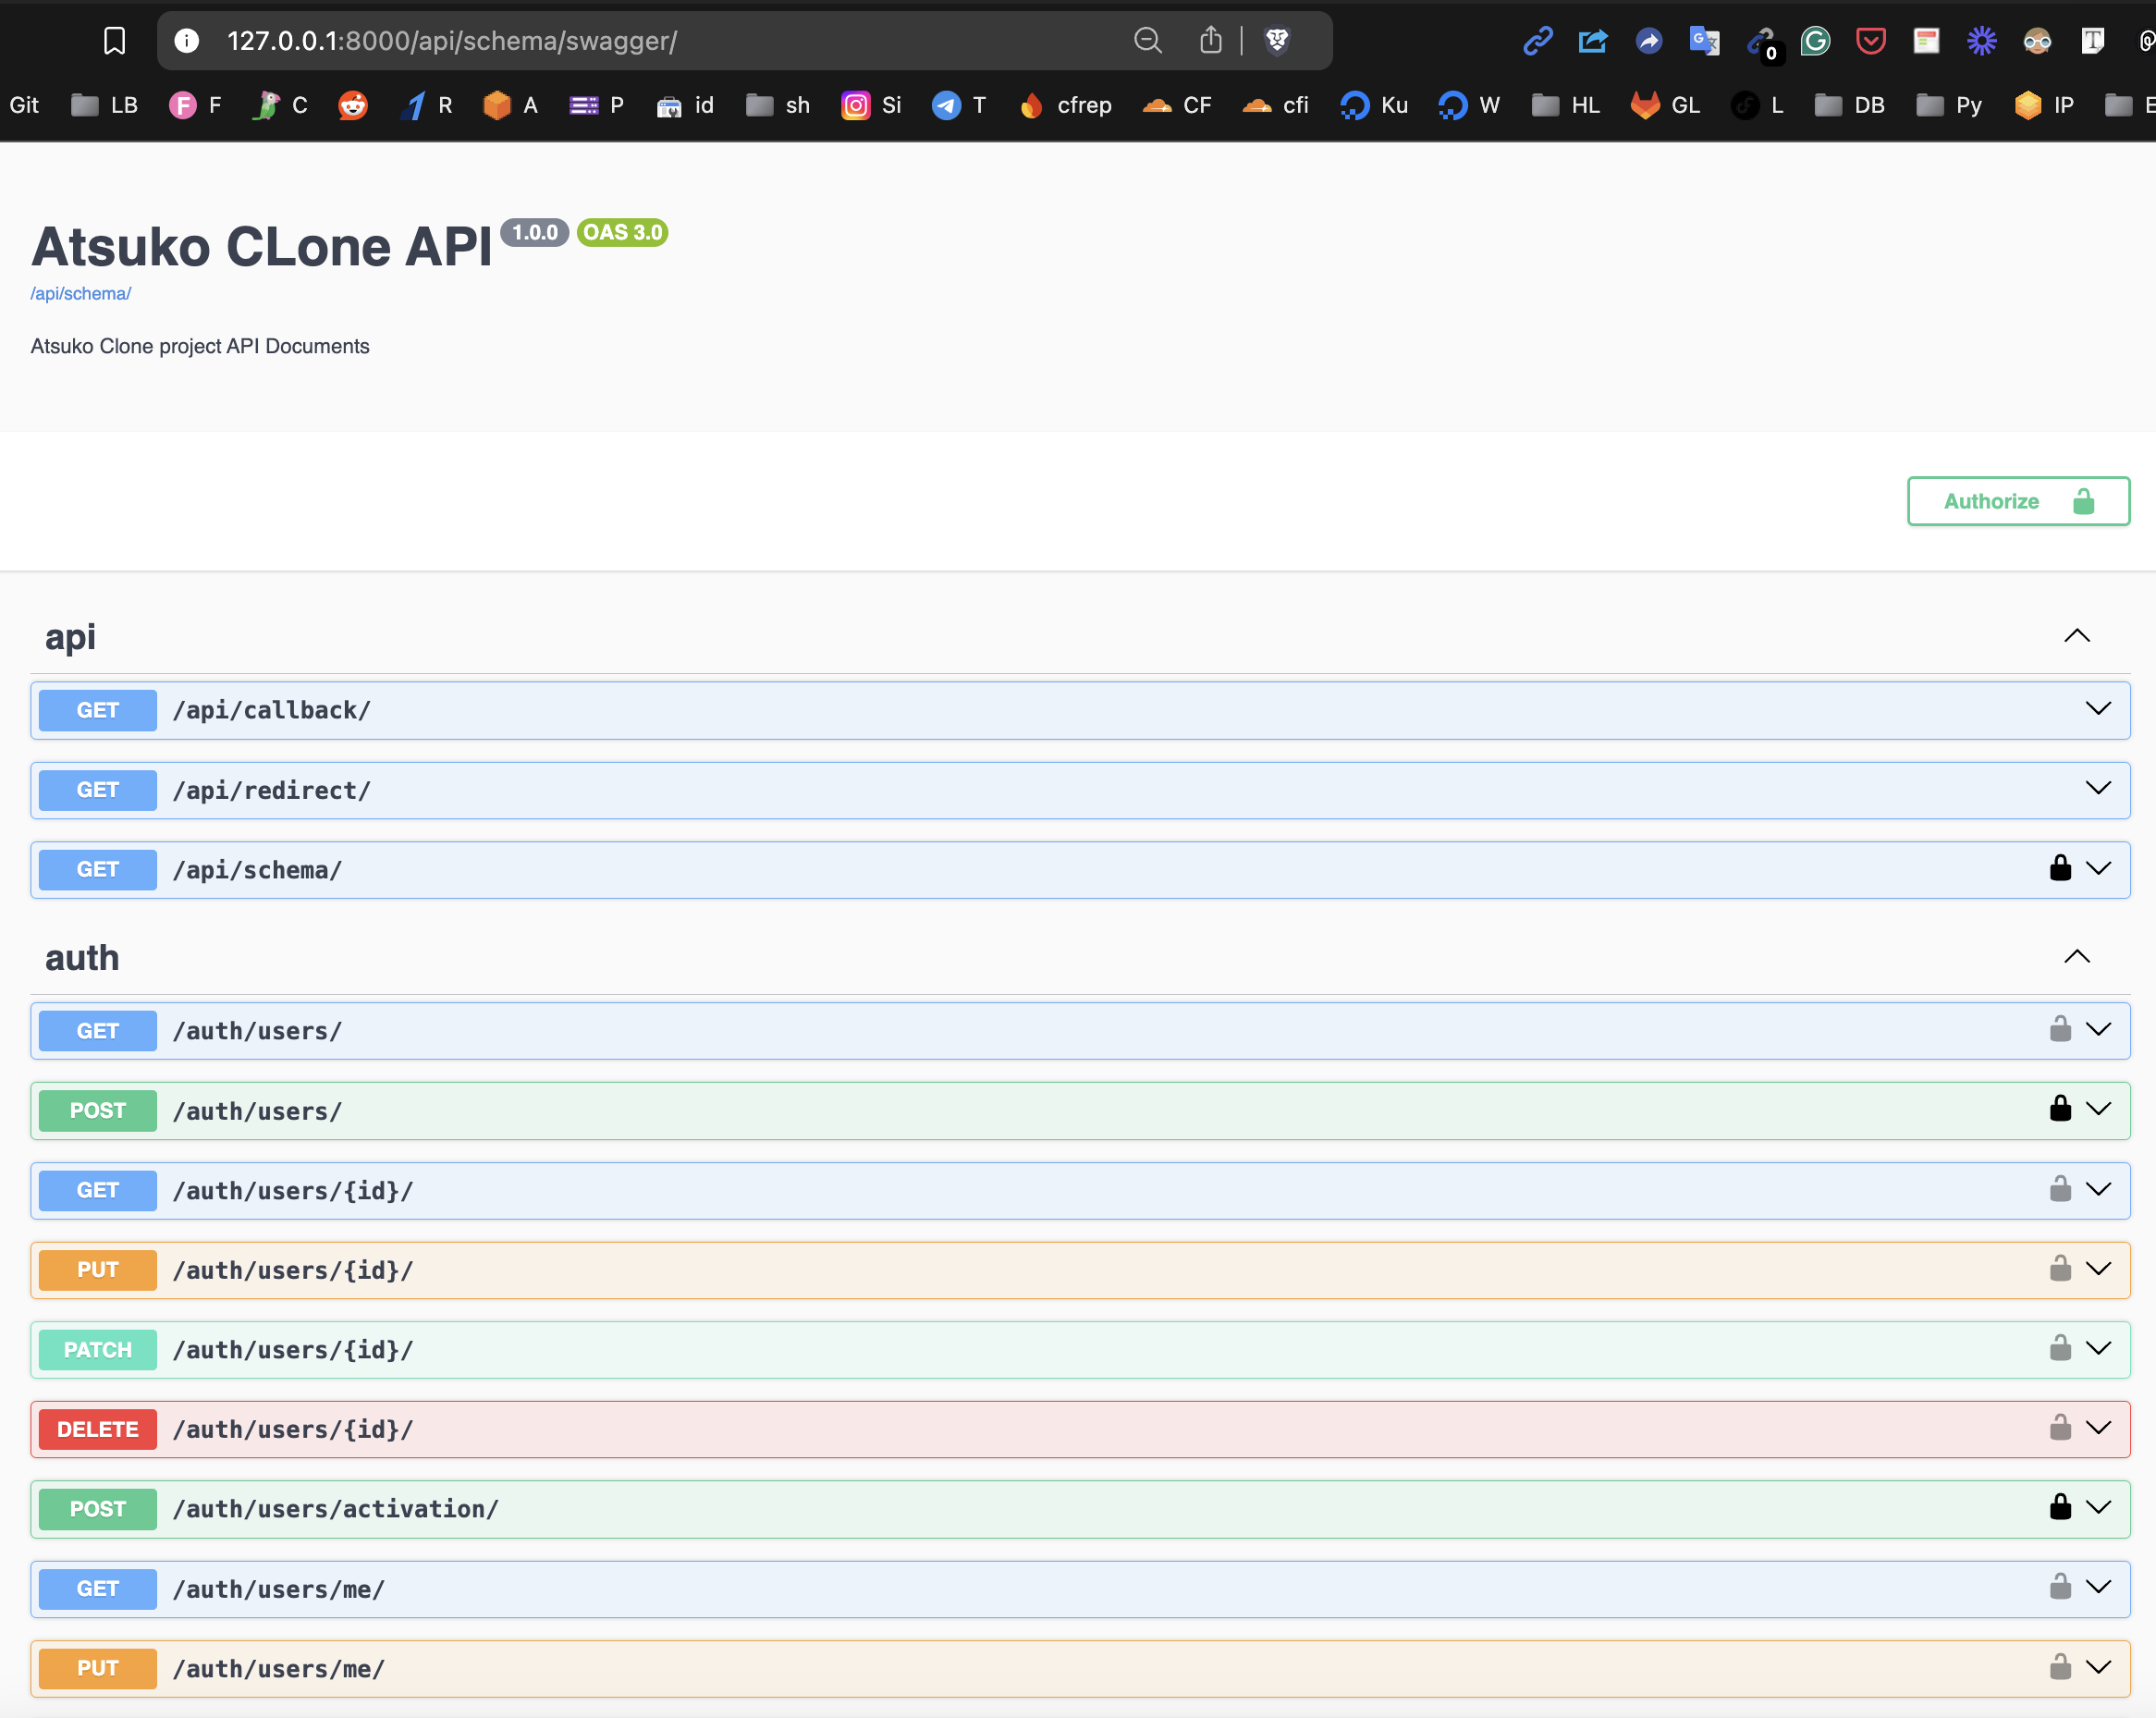 127.0.0.1:8000/api/schema/swagger/
0
Git LB F C R A P id sh Si T cfrep CF cfi Ku W HL GL L DB Py IP E
Atsuko CLone API 1.0.0 OAS 3.0
/api/schema/
Atsuko Clone project API Documents
Authorize
api
GET /api/callback/
GET /api/redirect/
GET /api/schema/
auth
GET /auth/users/
POST /auth/users/
GET /auth/users/{id}/
PUT /auth/users/{id}/
PATCH /auth/users/{id}/
DELETE /auth/users/{id}/
POST /auth/users/activation/
GET /auth/users/me/
PUT /auth/users/me/